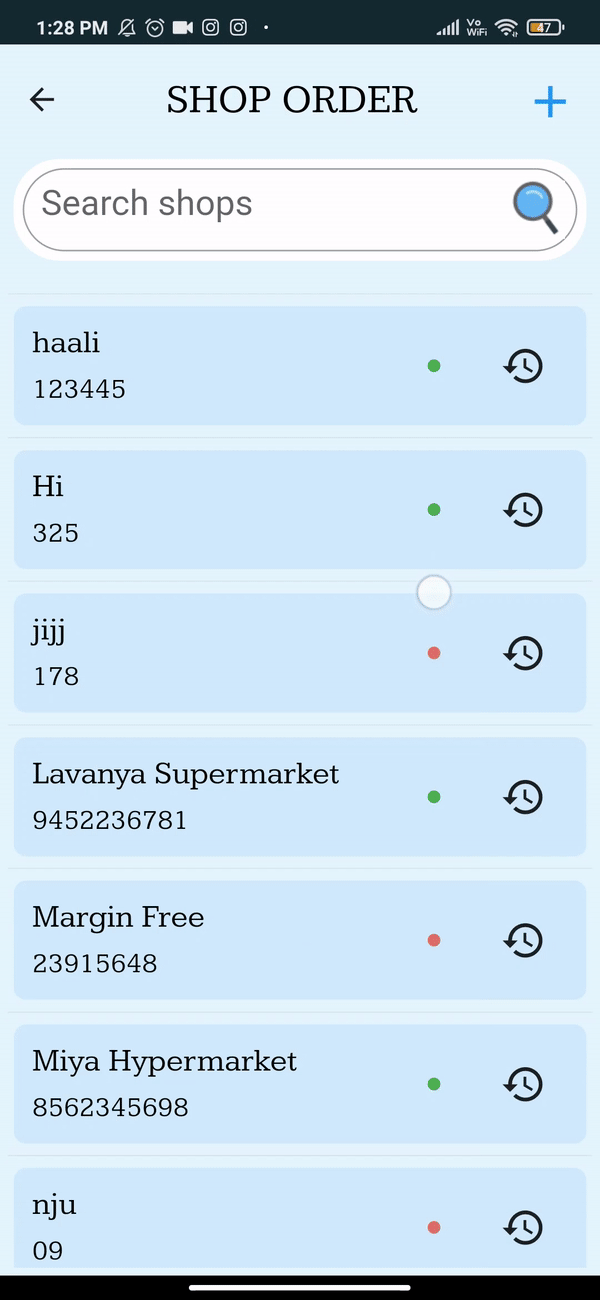 1:28 PM
Vo
WiFi
47
SHOP ORDER
Search shops
haali
123445
Hi
325
jijj
178
Lavanya Supermarket
9452236781
Margin Free
23915648
Miya Hypermarket
8562345698
nju
09